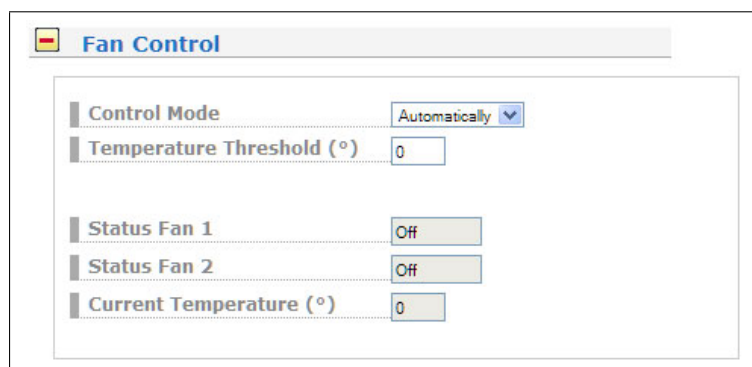 Fan Control
Control Mode Automatically
Temperature Threshold (°) 0
Status Fan 1 Off
Status Fan 2 Off
Current Temperature (°) 0